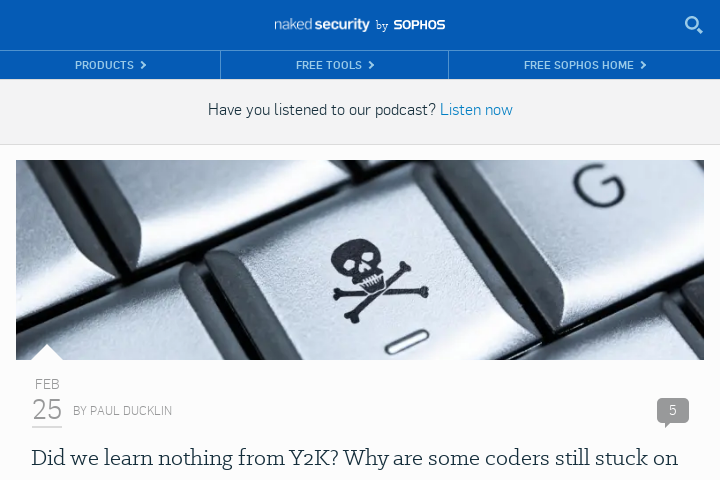 naked security by SOPHOS
PRODUCTS
FREE TOOLS
FREE SOPHOS HOME
Have you listened to our podcast? Listen now
G
FEB
25 BY PAUL DUCKLIN
5
Did we learn nothing from Y2K? Why are some coders still stuck on